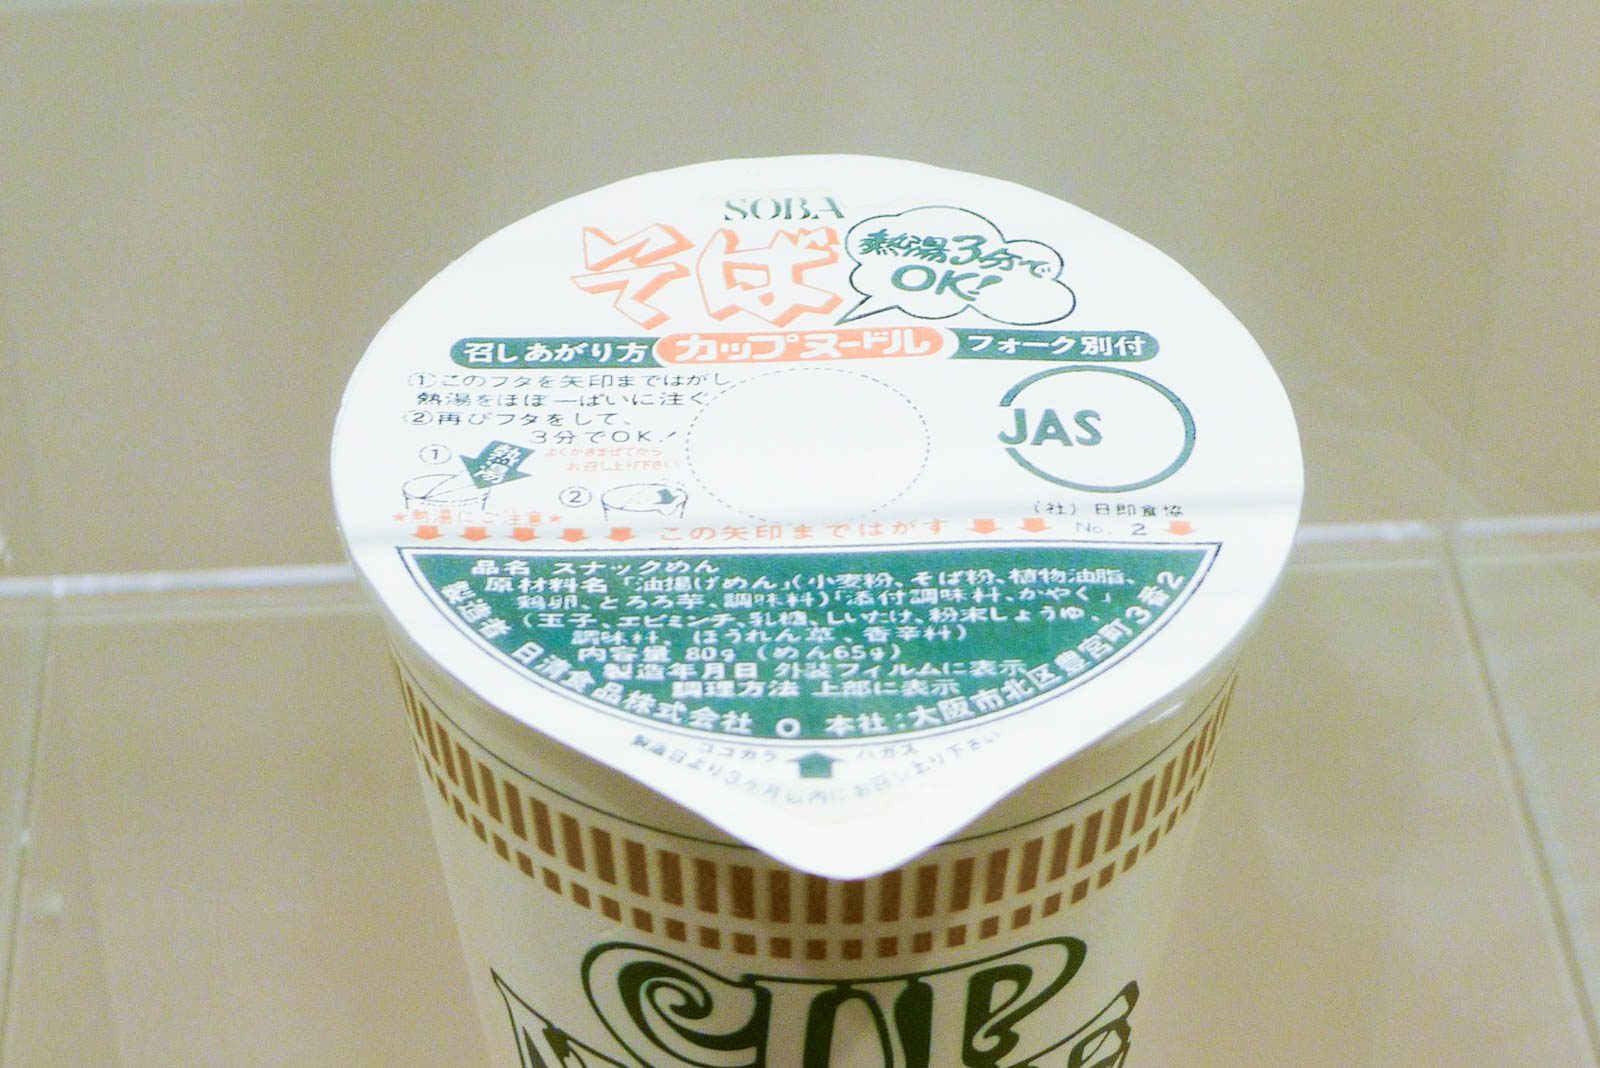 SOBA
そば
熱湯3分で
OK!
召しあがり方 カップヌードル フォーク別付
①このフタを矢印まではがし
熱湯をほぼ一ぱいに注ぐ
②再びフタをして、
3分でOK!
よくかきまぜてから
お召し上り下さい
① 熱湯
②
JAS
(社)日即食協
No. 2
★熱湯にご注意★
この矢印まではがす
品名 スナックめん
原材料名「油揚げめん」(小麦粉、そば粉、植物油脂、
鶏卵、とろろ芋、調味料)「添付調味料、かやく」
(玉子、エビミンチ、乳糖、しいたけ、粉末しょうゆ、
調味料、ほうれん草、香辛料)
内容量 80g (めん65g)
製造年月日 外装フィルムに表示
調理方法 上部に表示
製造者 日清食品株式会社 O 本社:大阪市北区豊宮町3番2
ココカラ ハガス
製造日より3ヶ月以内にお召し上り下さい
CUP